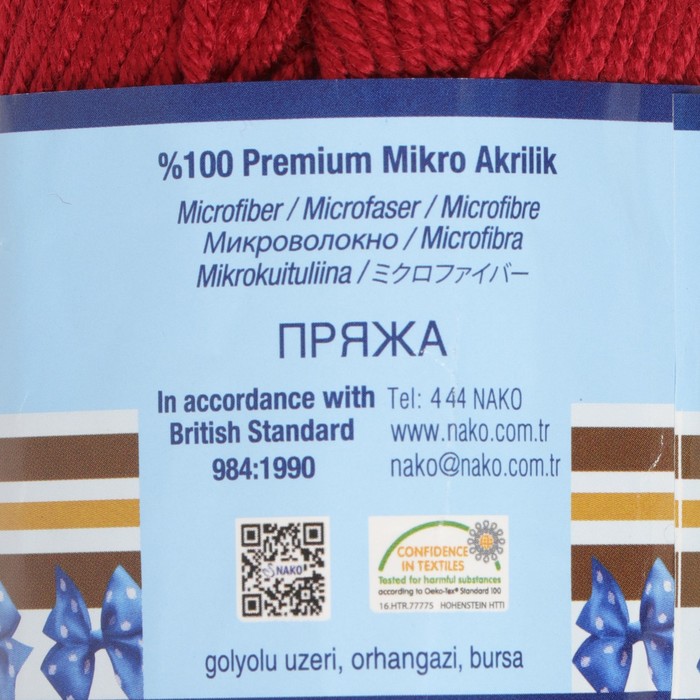 %100 Premium Mikro Akrilik
Microfiber / Microfaser / Microfibre
Микроволокно / Microfibra
Mikrokuituliina / ミクロファイバー
ПРЯЖА
In accordance with
British Standard
984:1990
Tel: 4 44 NAKO
www.nako.com.tr
nako@nako.com.tr
NAKO®
CONFIDENCE
IN TEXTILES
Tested for harmful substances
according to Oeko-Tex® Standard 100
16.HTR.77775 HOHENSTEIN HTTI
golyolu uzeri, orhangazi, bursa